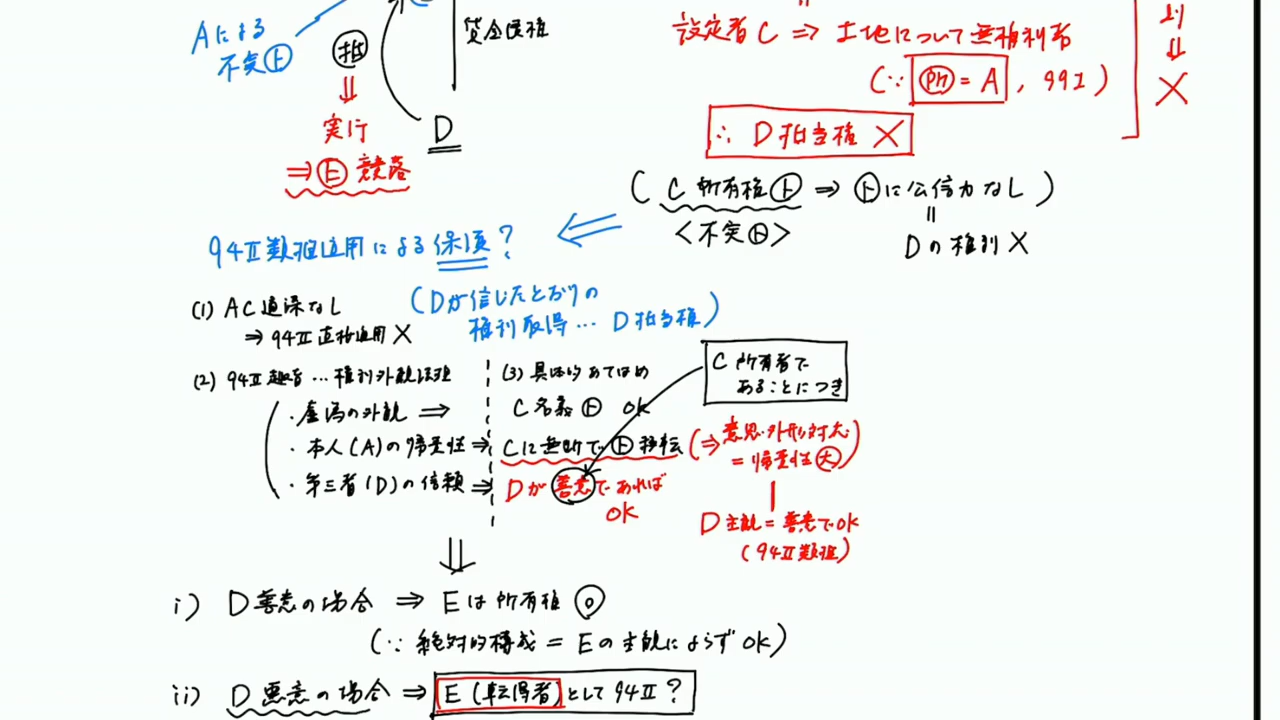 Aによる
不実㋣
抵
⇓
実行
⇒Ⓔ競落
貸金債権
D
設定者C ⇒ 土地について無権利者
(∵ 所=A, 991)
∴ D抵当権 ×
⇓
×
(C所有権㋣ ⇒ ㋣に公信力なし)
<不実㋣>
〃
Dの権利×
94Ⅱ類推適用による保護?
(Dが信じたとおりの
権利取得… D抵当権)
(1) AC通謀なし
⇒ 94Ⅱ直接適用×
(2) 94Ⅱ趣旨…権利外観法理
・虚偽の外観 ⇒
・本人(A)の帰責性 ⇒
・第三者(D)の信頼 ⇒
(3) 具体的あてはめ
C名義㋣ OK
Cに無断で㋣移転
Dが善意であれば
OK
C所有者で
あることにつき
(⇒意思外形対応
=帰責性大)
D主観=善意でOK
(94Ⅱ類推)
⇓
i) D善意の場合 ⇒ Eは所有権○
(∵ 絶対的構成 = Eの主観によらずOK)
ii) D悪意の場合 ⇒ E(転得者)として94Ⅱ?